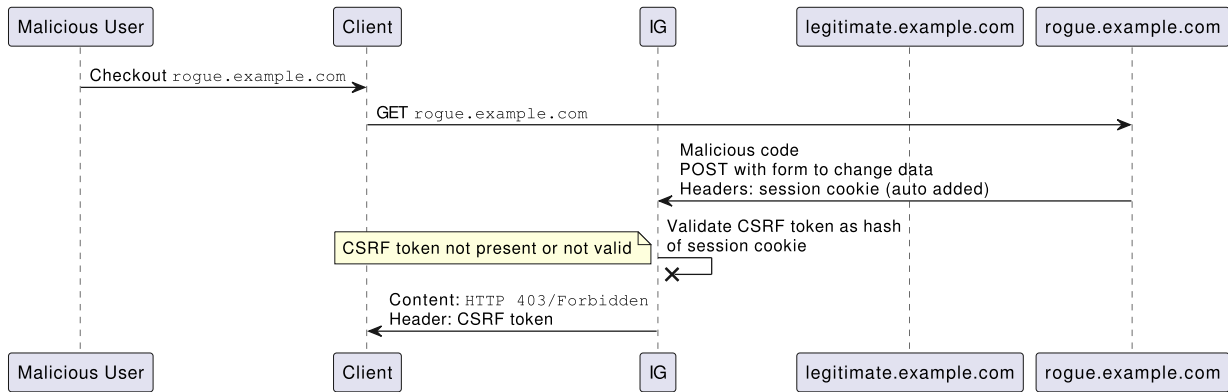 Malicious User
Client
IG
legitimate.example.com
rogue.example.com
Checkout rogue.example.com
GET rogue.example.com
Malicious code
POST with form to change data
Headers: session cookie (auto added)
Validate CSRF token as hash
of session cookie
CSRF token not present or not valid
Content: HTTP 403/Forbidden
Header: CSRF token
Malicious User
Client
IG
legitimate.example.com
rogue.example.com